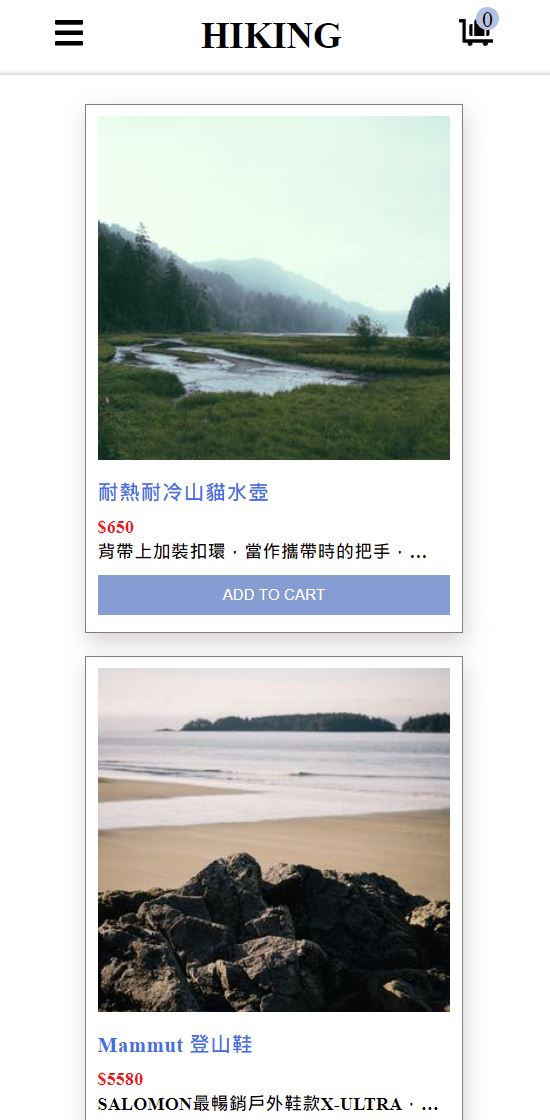 HIKING
0
耐熱耐冷山貓水壺
$650
背帶上加裝扣環，當作攜帶時的把手，...
ADD TO CART
Mammut 登山鞋
$5580
SALOMON最暢銷戶外鞋款X-ULTRA，...